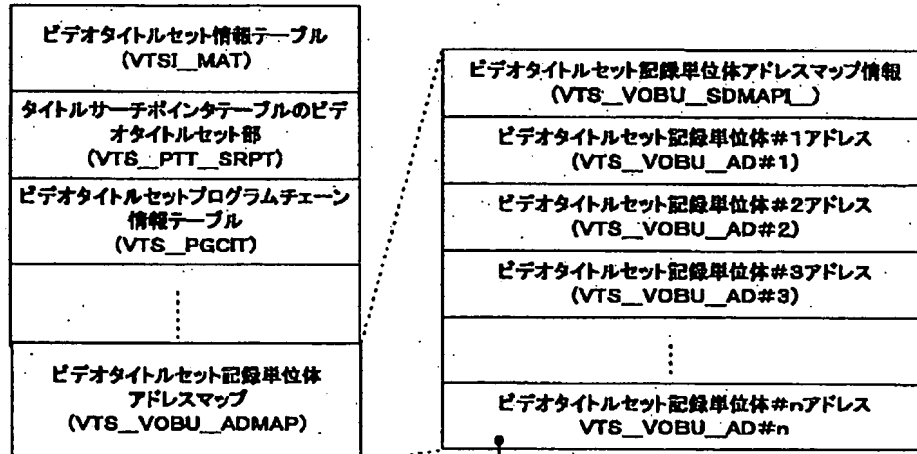 ビデオタイトルセット情報テーブル
(VTSI__MAT)
タイトルサーチポインタテーブルのビデ
オタイトルセット部
(VTS__PTT__SRPT)
ビデオタイトルセットプログラムチェーン
情報テーブル
(VTS__PGCIT)
ビデオタイトルセット記録単位体
アドレスマップ
(VTS__VOBU__ADMAP)
ビデオタイトルセット記録単位体アドレスマップ情報
(VTS__VOBU__SDMAPI__)
ビデオタイトルセット記録単位体#1アドレス
(VTS__VOBU__AD#1)
ビデオタイトルセット記録単位体#2アドレス
(VTS__VOBU__AD#2)
ビデオタイトルセット記録単位体#3アドレス
(VTS__VOBU__AD#3)
ビデオタイトルセット記録単位体#nアドレス
VTS__VOBU__AD#n